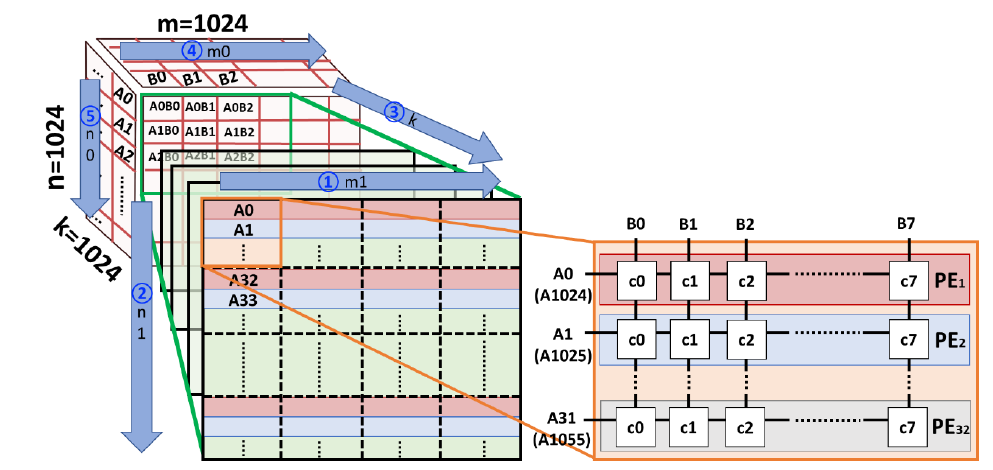 m=1024
④ m0
B0 B1 B2
③ k
⑤
n
0
n=1024
k=1024
...
A0
A1
A2
...
A0B0 A0B1 A0B2
A1B0 A1B1 A1B2
A2B0 A2B1 A2B2
① m1
②
n
1
A0
A1
A32
A33
B0 B1 B2 B7
A0
(A1024)
c0 c1 c2 c7 PE1
A1
(A1025)
c0 c1 c2 c7 PE2
A31
(A1055)
c0 c1 c2 c7 PE32